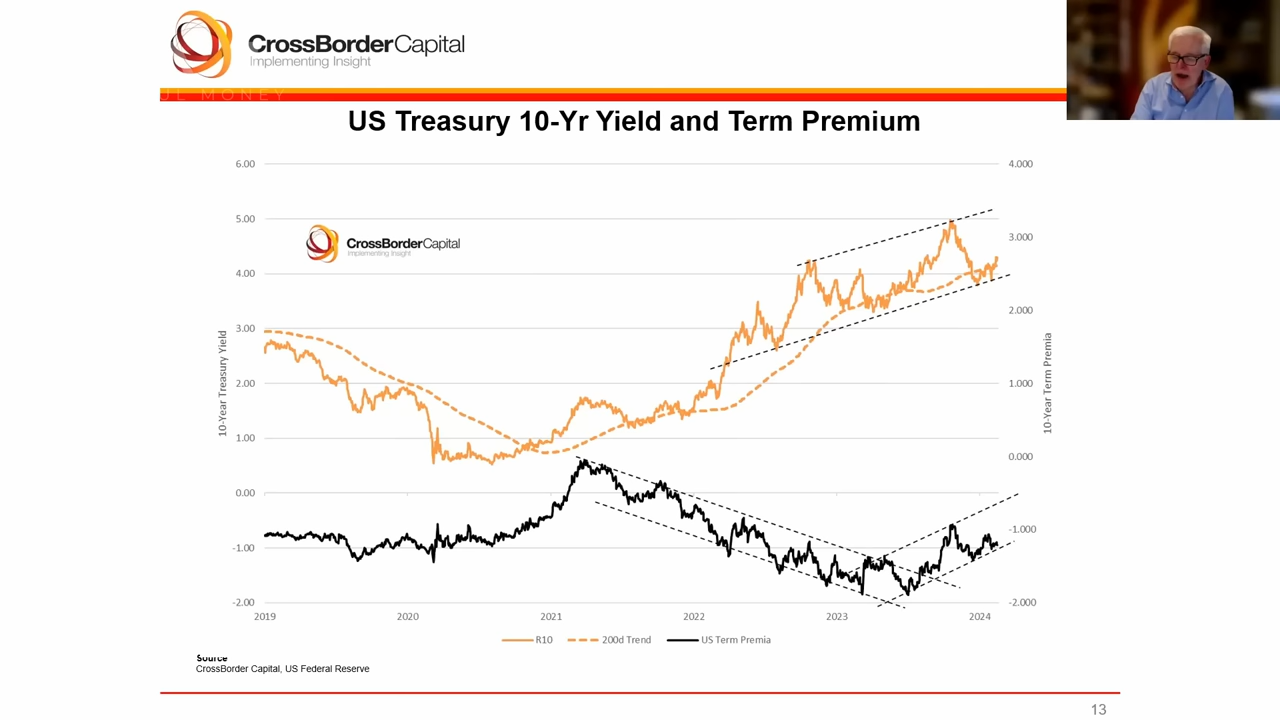 CrossBorderCapital
Implementing Insight
UL MONEY
US Treasury 10-Yr Yield and Term Premium
6.00
5.00
4.00
3.00
2.00
1.00
0.00
-1.00
-2.00
10-Year Treasury Yield
CrossBorderCapital
Implementing Insight
4.000
3.000
2.000
1.000
0.000
-1.000
-2.000
10-Year Term Premia
2019 2020 2021 2022 2023 2024
R10 200d Trend US Term Premia
Source
CrossBorder Capital, US Federal Reserve
13